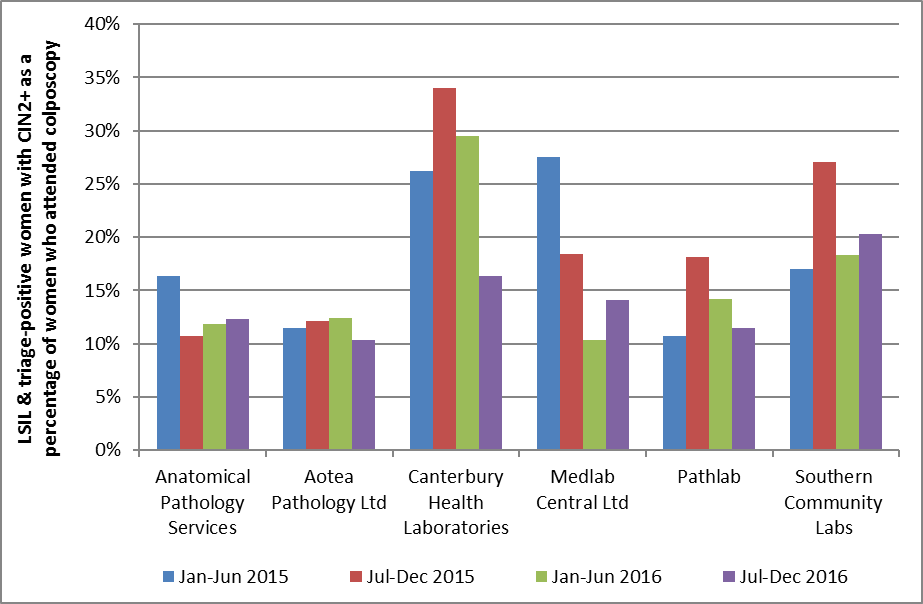 LSIL & triage-positive women with CIN2+ as a
percentage of women who attended colposcopy
40%
35%
30%
25%
20%
15%
10%
5%
0%
Anatomical
Pathology
Services
Aotea
Pathology Ltd
Canterbury
Health
Laboratories
Medlab
Central Ltd
Pathlab
Southern
Community
Labs
Jan-Jun 2015
Jul-Dec 2015
Jan-Jun 2016
Jul-Dec 2016